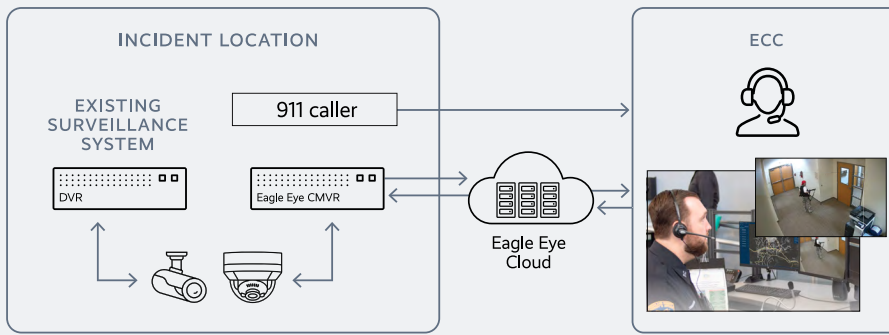 INCIDENT LOCATION
ECC
EXISTING
SURVEILLANCE
SYSTEM
911 caller
DVR
Eagle Eye CMVR
Eagle Eye
Cloud